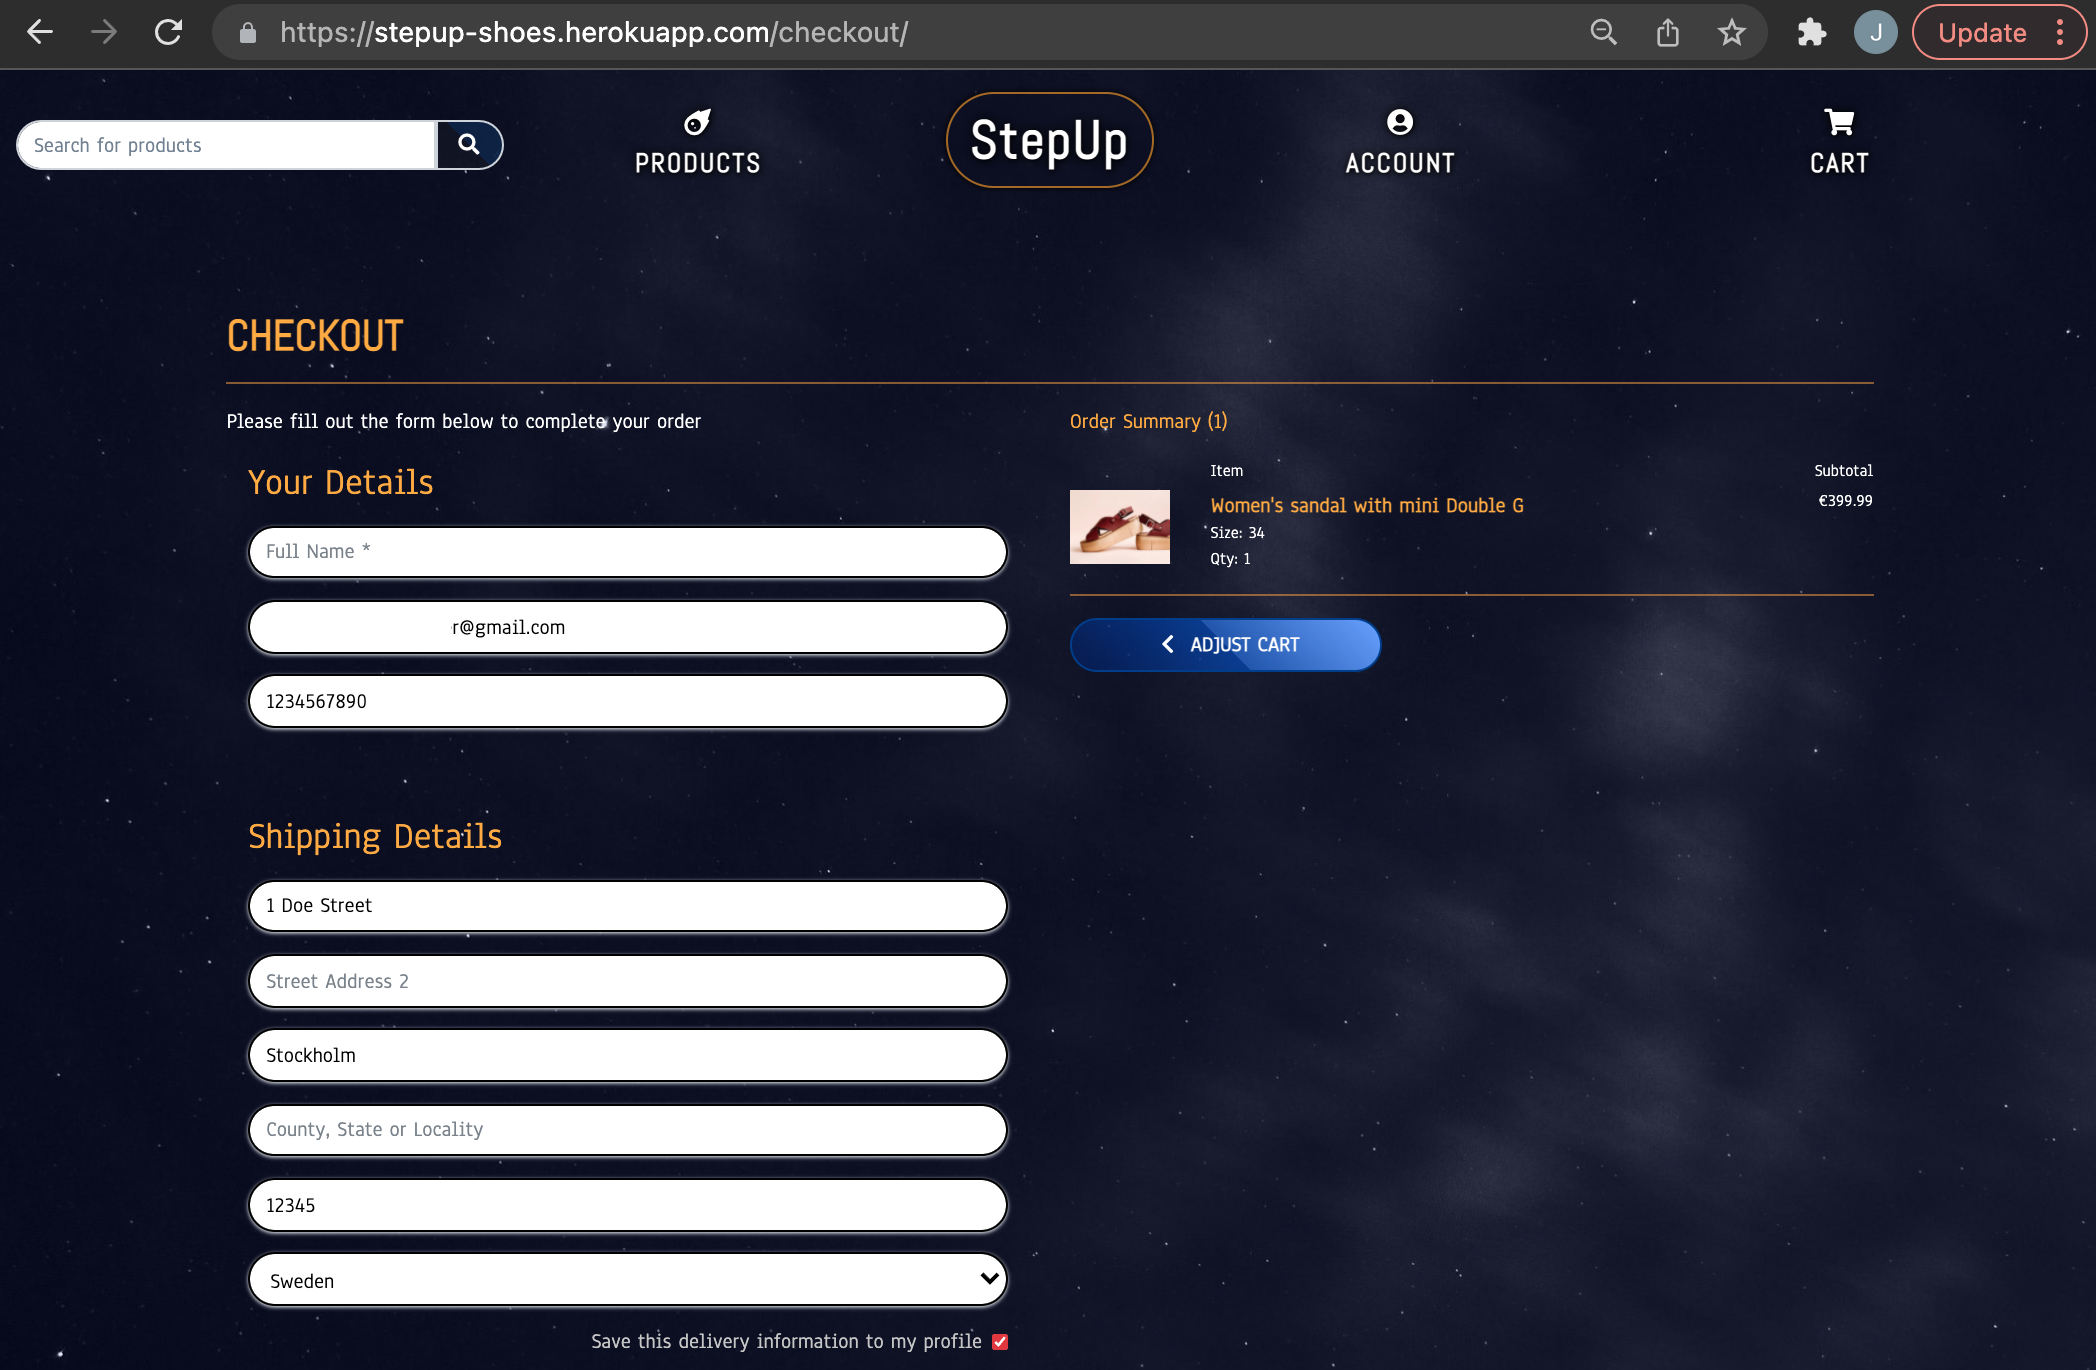 https://stepup-shoes.herokuapp.com/checkout/
J
Update
Search for products
PRODUCTS
StepUp
ACCOUNT
CART
CHECKOUT
Please fill out the form below to complete your order
Order Summary (1)
Your Details
Item
Subtotal
Women's sandal with mini Double G
€399.99
Size: 34
Qty: 1
Full Name *
r@gmail.com
ADJUST CART
1234567890
Shipping Details
1 Doe Street
Street Address 2
Stockholm
County, State or Locality
12345
Sweden
Save this delivery information to my profile